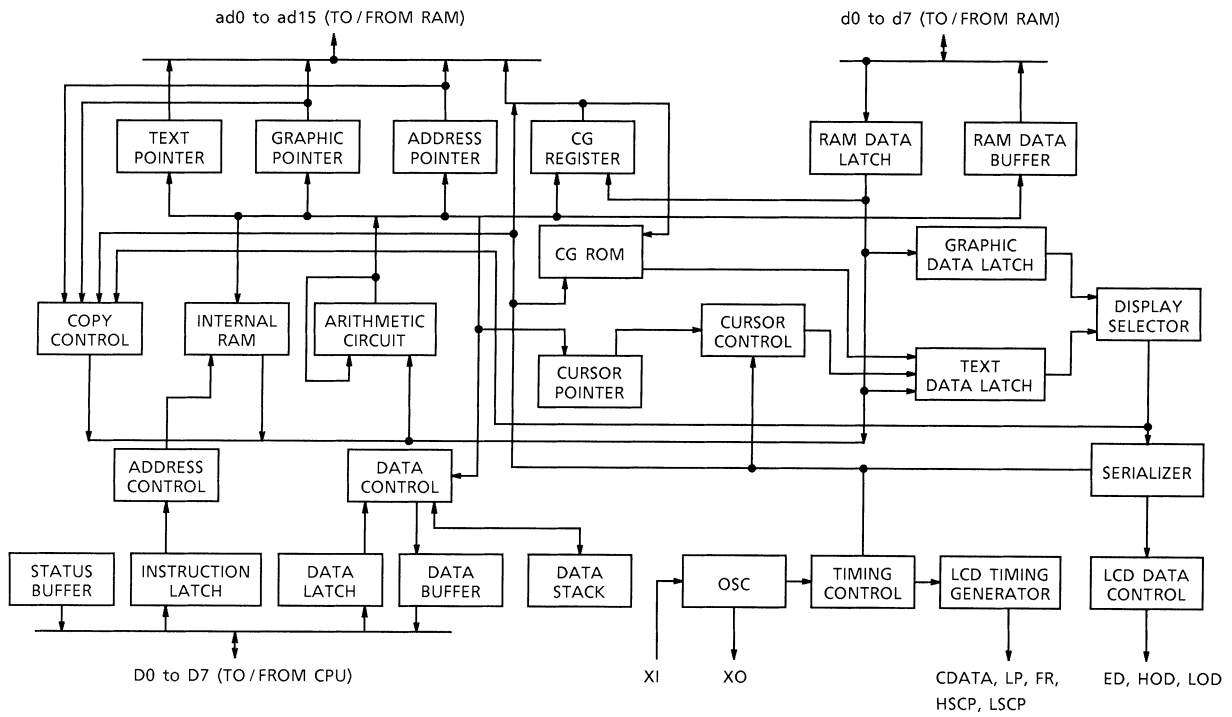 ad0 to ad15 (TO / FROM RAM)
d0 to d7 (TO / FROM RAM)
TEXT
POINTER
GRAPHIC
POINTER
ADDRESS
POINTER
CG
REGISTER
RAM DATA
LATCH
RAM DATA
BUFFER
CG ROM
GRAPHIC
DATA LATCH
COPY
CONTROL
INTERNAL
RAM
ARITHMETIC
CIRCUIT
CURSOR
CONTROL
DISPLAY
SELECTOR
CURSOR
POINTER
TEXT
DATA LATCH
ADDRESS
CONTROL
DATA
CONTROL
SERIALIZER
STATUS
BUFFER
INSTRUCTION
LATCH
DATA
LATCH
DATA
BUFFER
DATA
STACK
OSC
TIMING
CONTROL
LCD TIMING
GENERATOR
LCD DATA
CONTROL
D0 to D7 (TO / FROM CPU)
XI
XO
CDATA, LP, FR,
HSCP, LSCP
ED, HOD, LOD